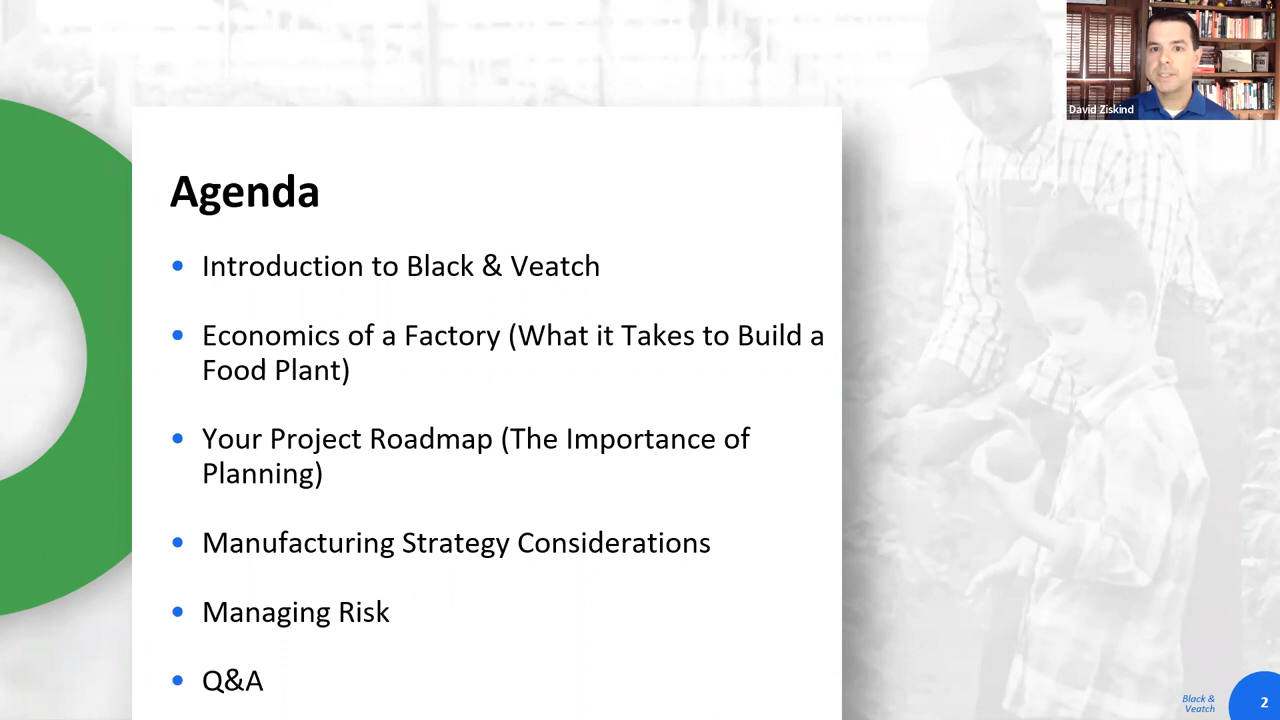 David Ziskind
Agenda
• Introduction to Black & Veatch
• Economics of a Factory (What it Takes to Build a
Food Plant)
• Your Project Roadmap (The Importance of
Planning)
• Manufacturing Strategy Considerations
• Managing Risk
• Q&A
Black &
Veatch
2